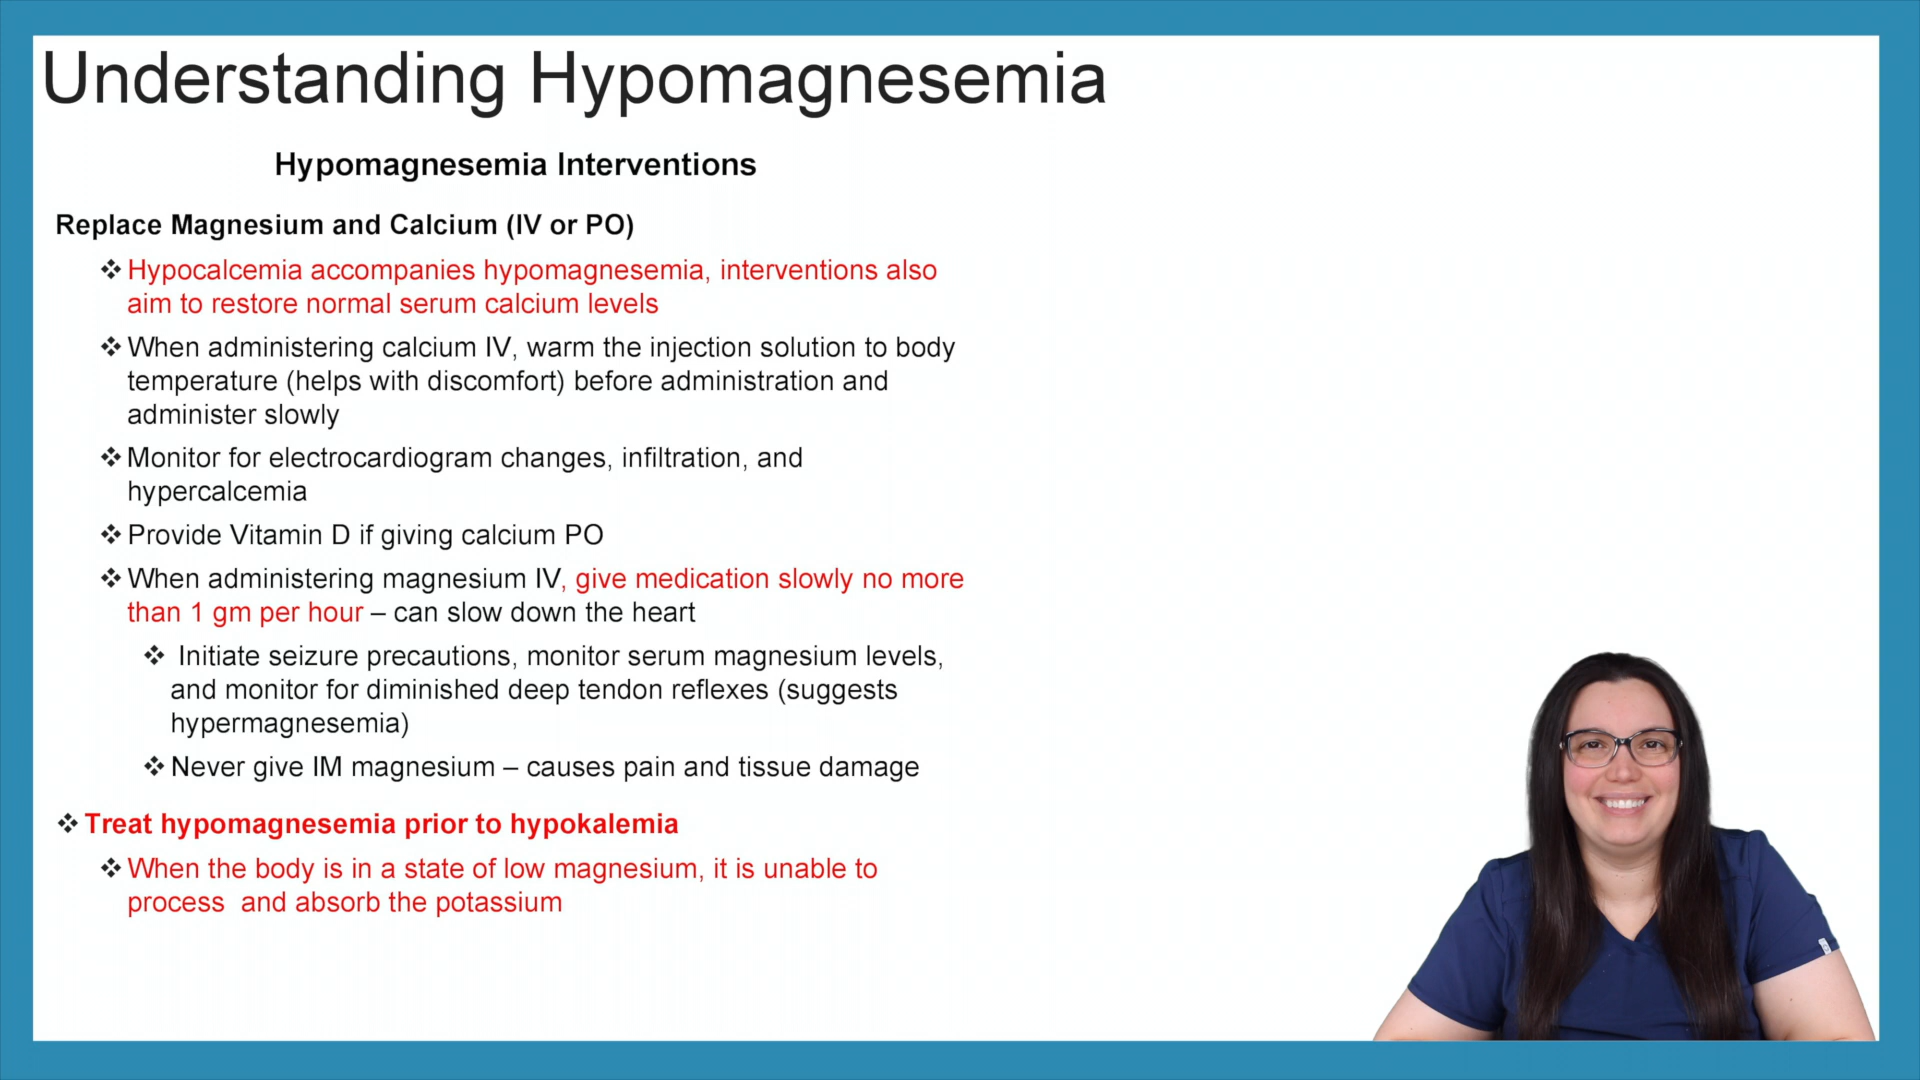 Understanding Hypomagnesemia
Hypomagnesemia Interventions
Replace Magnesium and Calcium (IV or PO)
❖ Hypocalcemia accompanies hypomagnesemia, interventions also
aim to restore normal serum calcium levels
❖ When administering calcium IV, warm the injection solution to body
temperature (helps with discomfort) before administration and
administer slowly
❖ Monitor for electrocardiogram changes, infiltration, and
hypercalcemia
❖ Provide Vitamin D if giving calcium PO
❖ When administering magnesium IV, give medication slowly no more
than 1 gm per hour – can slow down the heart
❖ Initiate seizure precautions, monitor serum magnesium levels,
and monitor for diminished deep tendon reflexes (suggests
hypermagnesemia)
❖ Never give IM magnesium – causes pain and tissue damage
❖ Treat hypomagnesemia prior to hypokalemia
❖ When the body is in a state of low magnesium, it is unable to
process and absorb the potassium